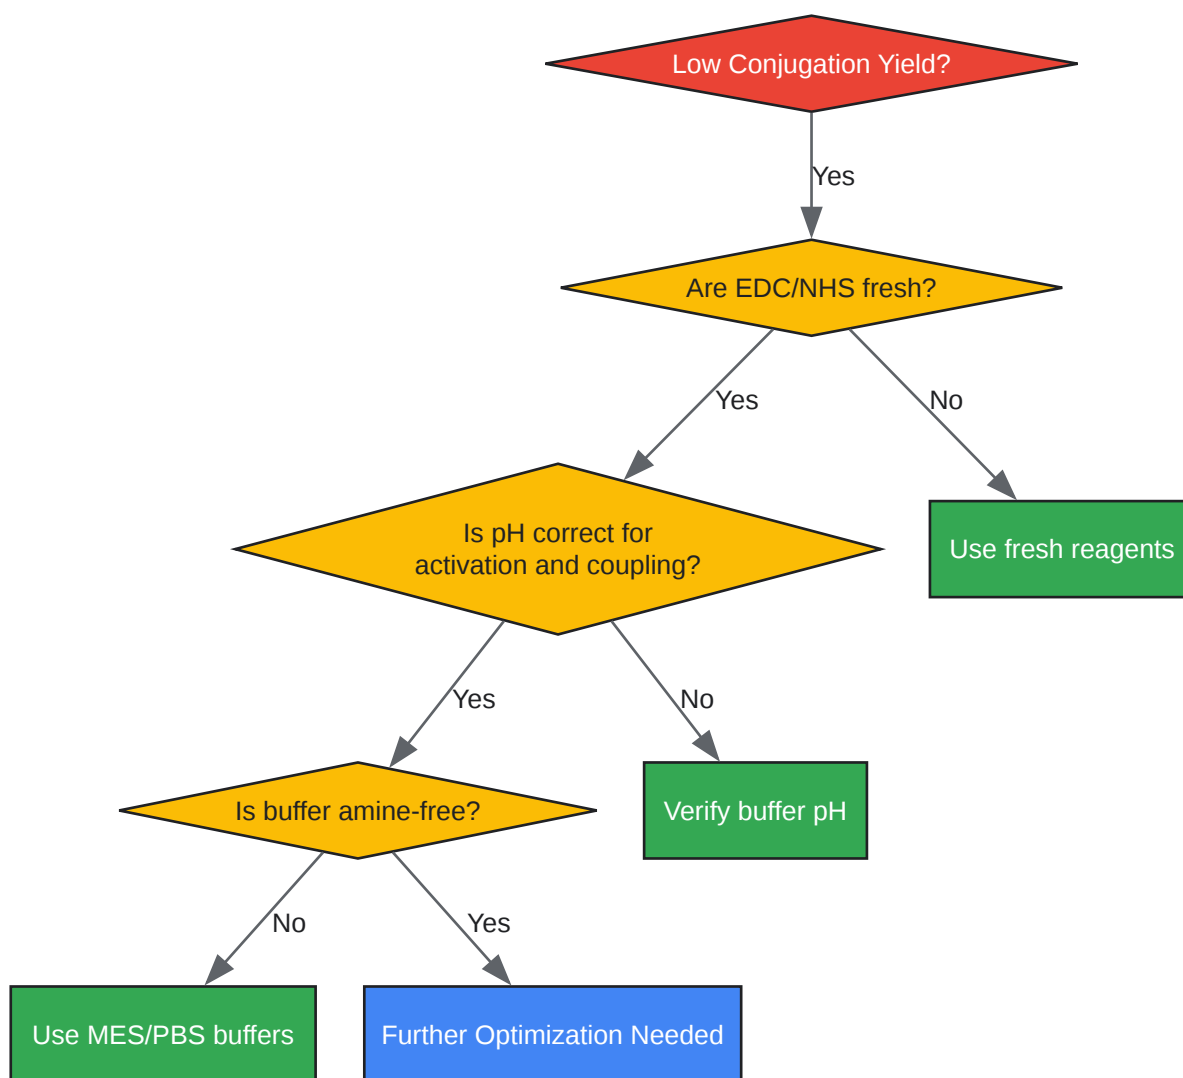 Low Conjugation Yield?
Yes
Are EDC/NHS fresh?
Yes
No
Is pH correct for
activation and coupling?
Use fresh reagents
Yes
No
Is buffer amine-free?
Verify buffer pH
No
Yes
Use MES/PBS buffers
Further Optimization Needed